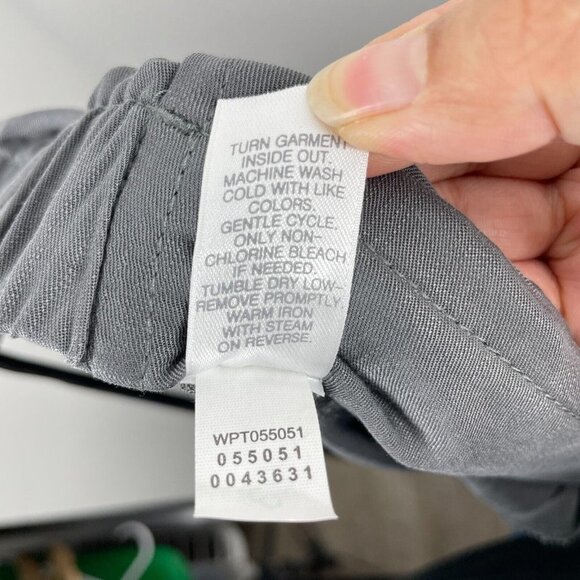 TURN GARMENT
INSIDE OUT.
MACHINE WASH
COLD WITH LIKE
COLORS.
GENTLE CYCLE.
ONLY NON-
CHLORINE BLEACH
IF NEEDED.
TUMBLE DRY LOW-
REMOVE PROMPTLY.
WARM IRON
WITH STEAM
ON REVERSE.
WPT055051
055051
0043631